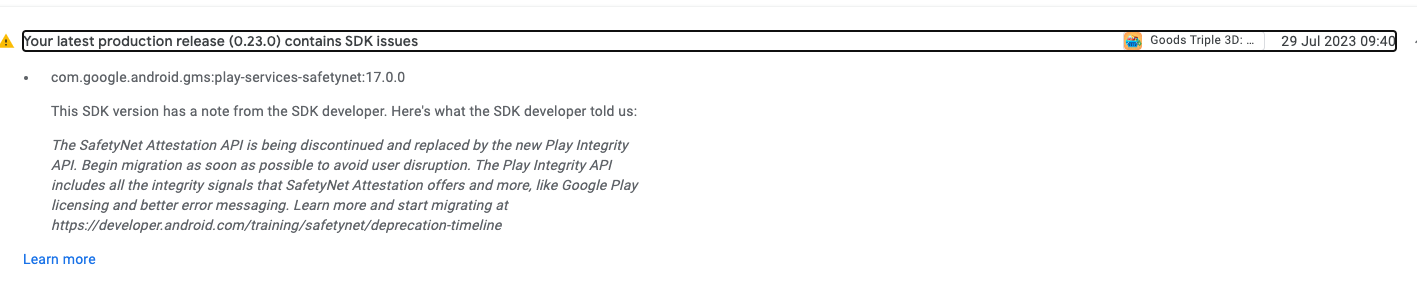 Your latest production release (0.23.0) contains SDK issues
Goods Triple 3D: ...
29 Jul 2023 09:40
• com.google.android.gms:play-services-safetynet:17.0.0
This SDK version has a note from the SDK developer. Here's what the SDK developer told us:
The SafetyNet Attestation API is being discontinued and replaced by the new Play Integrity
API. Begin migration as soon as possible to avoid user disruption. The Play Integrity API
includes all the integrity signals that SafetyNet Attestation offers and more, like Google Play
licensing and better error messaging. Learn more and start migrating at
https://developer.android.com/training/safetynet/deprecation-timeline
Learn more